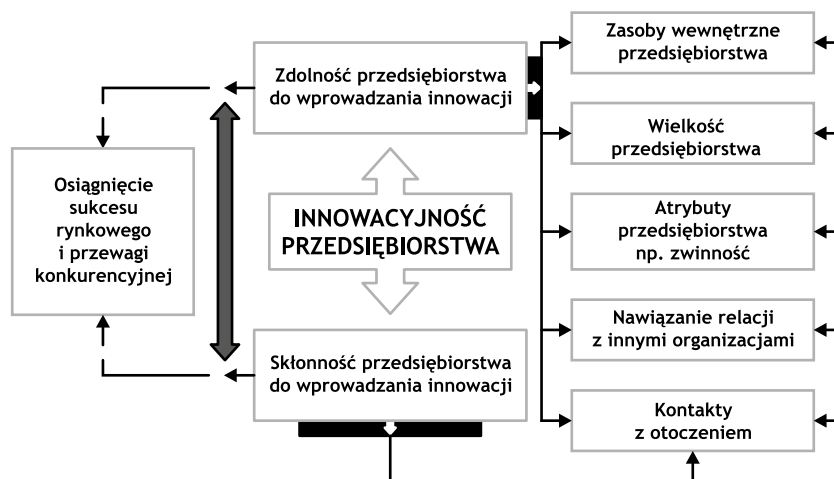 Zdolność przedsiębiorstwa
do wprowadzania innowacji
Osiągnięcie
sukcesu
rynkowego
i przewagi
konkurencyjnej
INNOWACYJNOŚĆ
PRZEDSIĘBIORSTWA
Skłonność przedsiębiorstwa
do wprowadzania innowacji
Zasoby wewnętrzne
przedsiębiorstwa
Wielkość
przedsiębiorstwa
Atrybuty
przedsiębiorstwa
np. zwinność
Nawiązanie relacji
z innymi organizacjami
Kontakty
z otoczeniem